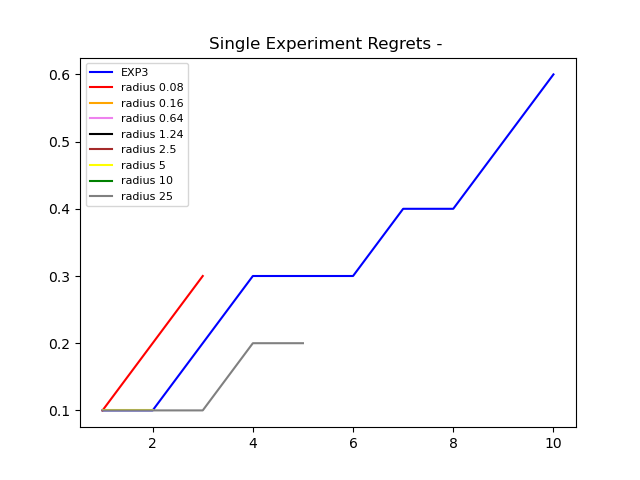 Single Experiment Regrets -
0.6
0.5
0.4
0.3
0.2
0.1
EXP3
radius 0.08
radius 0.16
radius 0.64
radius 1.24
radius 2.5
radius 5
radius 10
radius 25
2 4 6 8 10